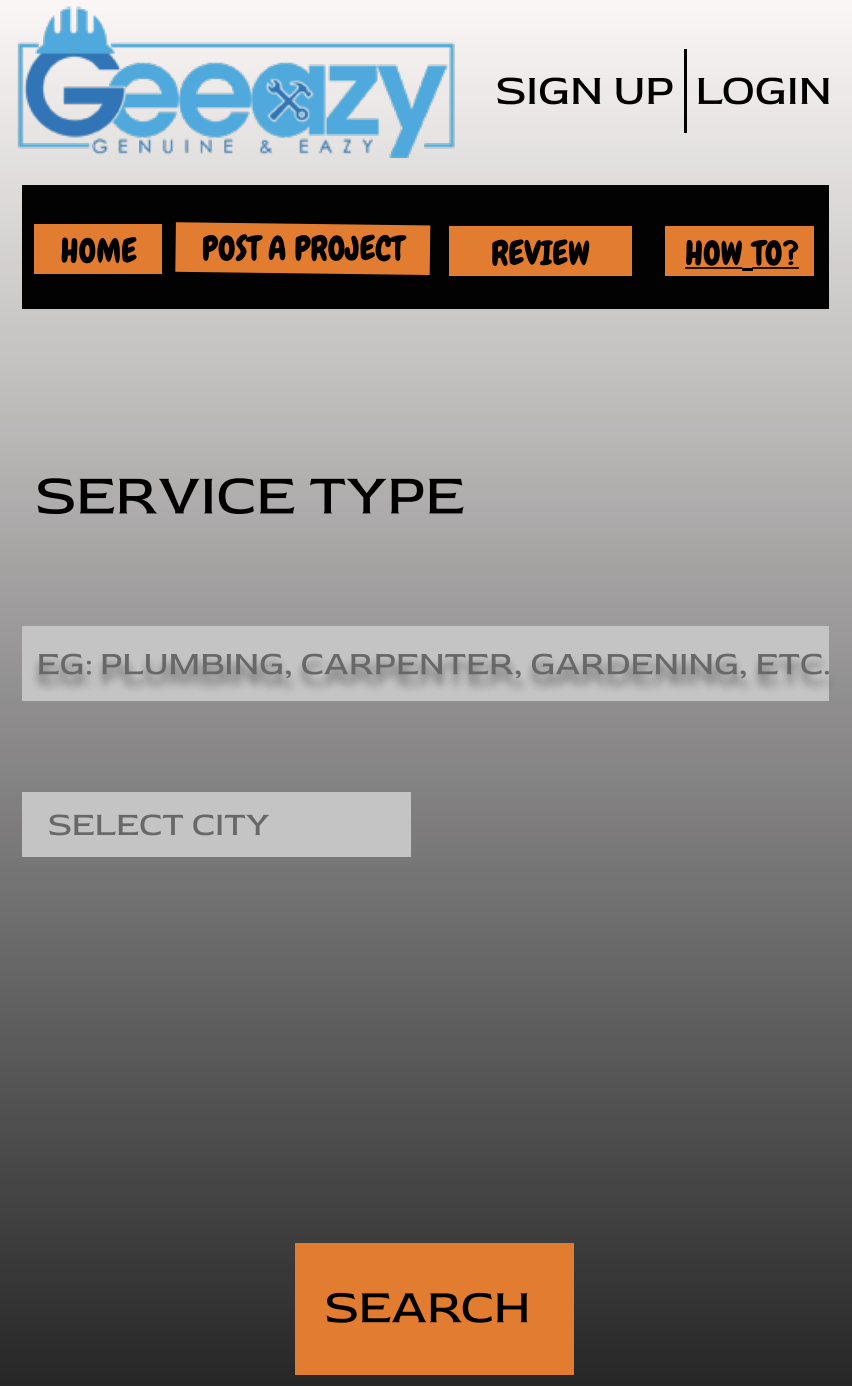 Geeazy
GENUINE & EAZY
SIGN UP LOGIN
HOME POST A PROJECT REVIEW HOW TO?
SERVICE TYPE
EG: PLUMBING, CARPENTER, GARDENING, ETC.
SELECT CITY
SEARCH